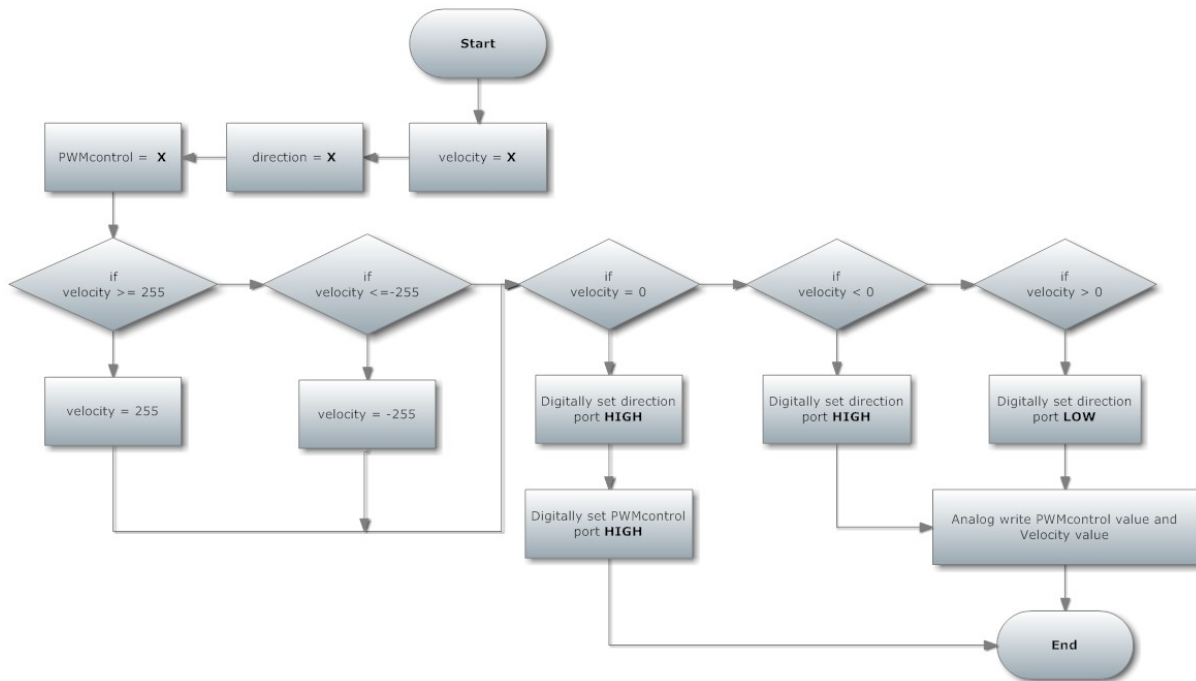 Start
velocity = X
direction = X
PWMcontrol =  X
if
velocity >= 255
if
velocity <=-255
if
velocity = 0
if
velocity < 0
if
velocity > 0
velocity = 255
velocity = -255
Digitally set direction
port HIGH
Digitally set direction
port HIGH
Digitally set direction
port LOW
Digitally set PWMcontrol
port HIGH
Analog write PWMcontrol value and
Velocity value
End